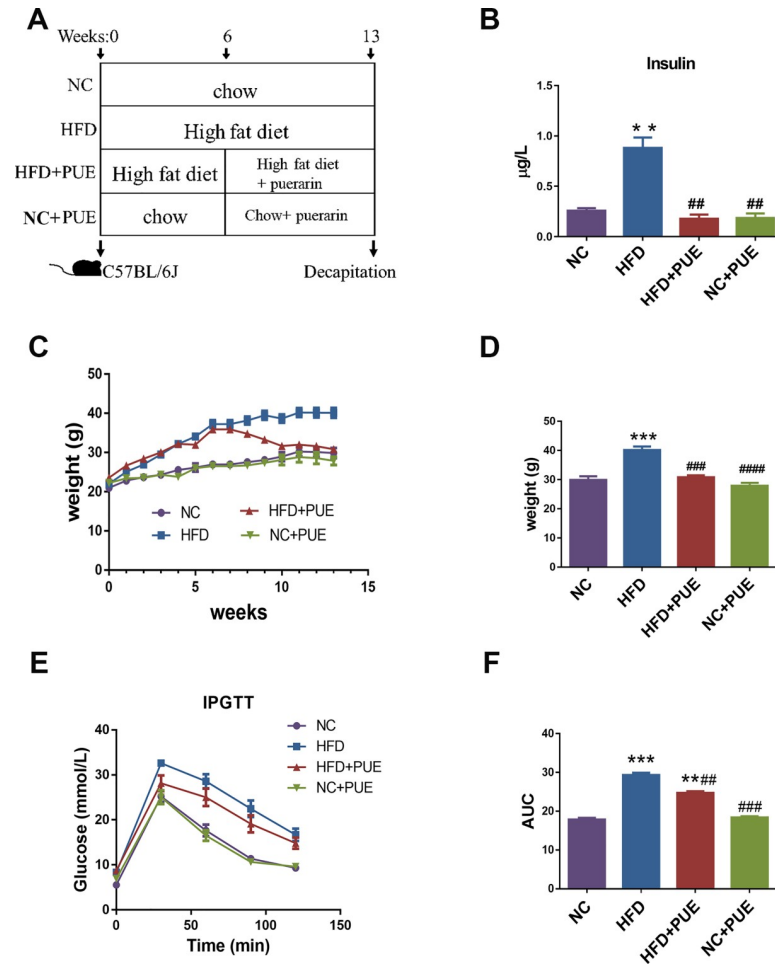 A
Weeks:0 6 13
NC chow
HFD High fat diet
HFD+PUE High fat diet High fat diet
+ puerarin
NC+PUE chow Chow+ puerarin
C57BL/6J Decapitation
B
Insulin
µg/L
1.5
1.0
0.5
0.0
* *
##
##
NC
HFD
HFD+PUE
NC+PUE
C
weight (g)
50
40
30
20
10
0
NC HFD+PUE
HFD NC+PUE
0 5 10 15
weeks
D
weight (g)
50
40
30
20
10
0
***
###
####
NC
HFD
HFD+PUE
NC+PUE
E
IPGTT
Glucose (mmol/L)
40
30
20
10
0
NC
HFD
HFD+PUE
NC+PUE
0 50 100 150
Time (min)
F
AUC
40
30
20
10
0
***
**##
###
NC
HFD
HFD+PUE
NC+PUE